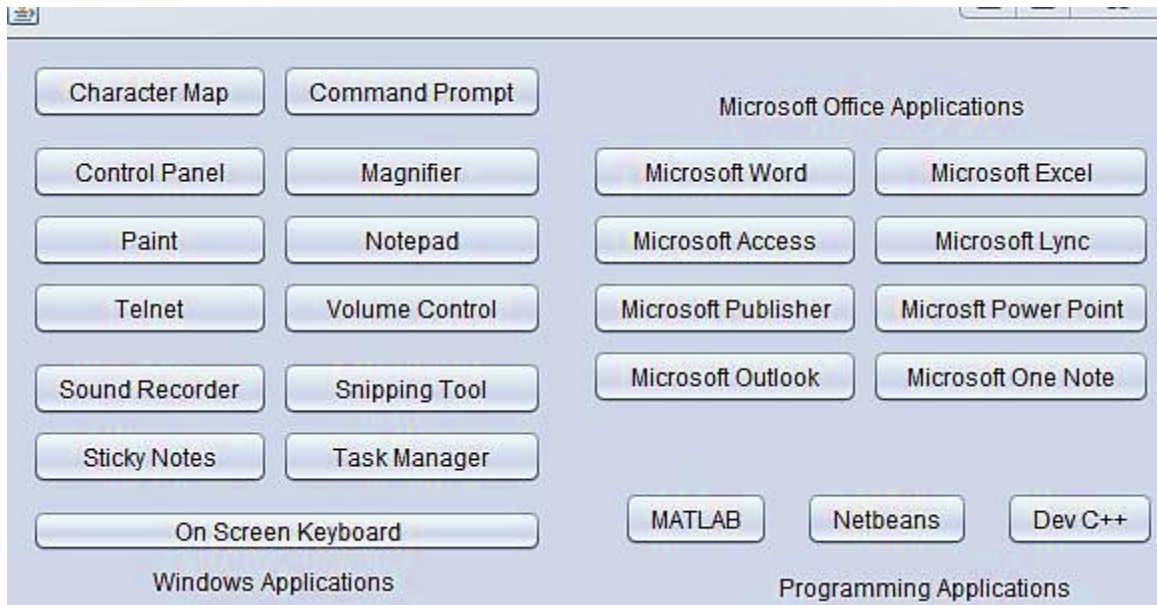 Character Map Command Prompt
Control Panel Magnifier
Paint Notepad
Telnet Volume Control
Sound Recorder Snipping Tool
Sticky Notes Task Manager
On Screen Keyboard
Windows Applications
Microsoft Office Applications
Microsoft Word Microsoft Excel
Microsoft Access Microsoft Lync
Microsoft Publisher Microsft Power Point
Microsoft Outlook Microsoft One Note
MATLAB Netbeans Dev C++
Programming Applications